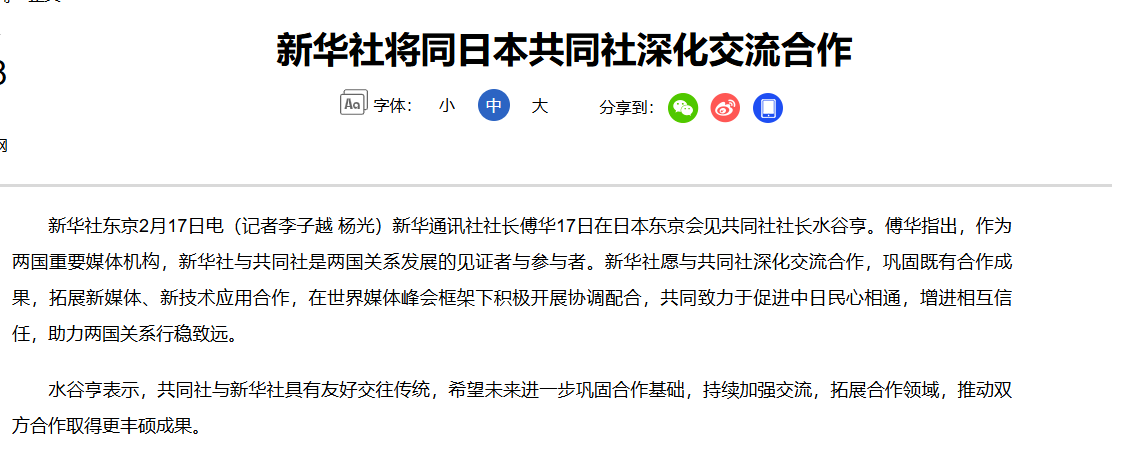 新华社将同日本共同社深化交流合作
Aa 字体： 小 中 大 分享到：
网
新华社东京2月17日电（记者李子越 杨光）新华通讯社社长傅华17日在日本东京会见共同社社长水谷亨。傅华指出，作为
两国重要媒体机构，新华社与共同社是两国关系发展的见证者与参与者。新华社愿与共同社深化交流合作，巩固既有合作成
果，拓展新媒体、新技术应用合作，在世界媒体峰会框架下积极开展协调配合，共同致力于促进中日民心相通，增进相互信
任，助力两国关系行稳致远。
水谷亨表示，共同社与新华社具有友好交往传统，希望未来进一步巩固合作基础，持续加强交流，拓展合作领域，推动双
方合作取得更丰硕成果。